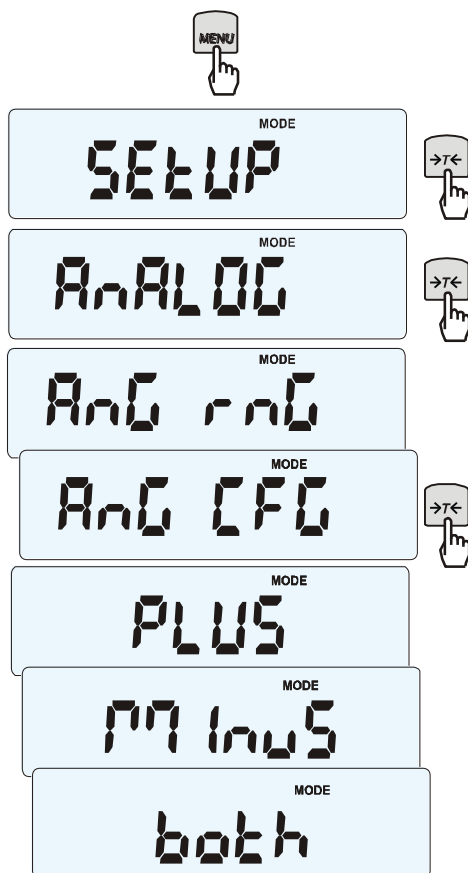 MENU
MODE
SEtUP
→T←
MODE
AnALOG
→T←
MODE
AnG rnG
MODE
AnG CFG
→T←
MODE
PLUS
MODE
MInuS
MODE
both